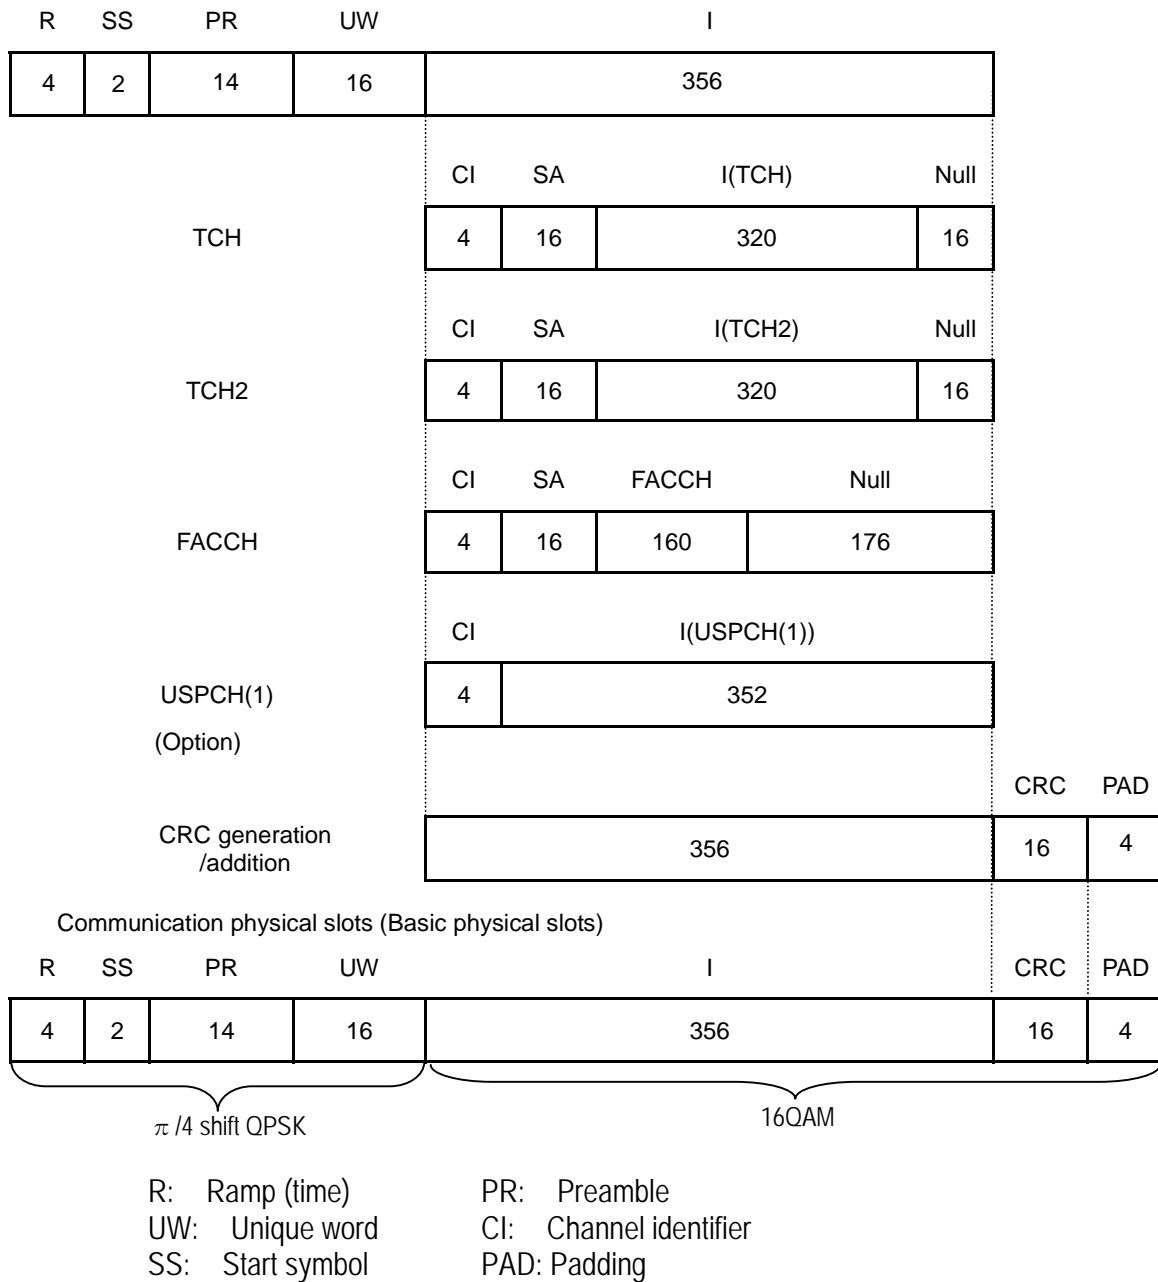 R SS PR UW I
4 2 14 16 356
CI SA I(TCH) Null
TCH 4 16 320 16
CI SA I(TCH2) Null
TCH2 4 16 320 16
CI SA FACCH Null
FACCH 4 16 160 176
CI I(USPCH(1))
USPCH(1) 4 352
(Option)
CRC PAD
CRC generation
/addition
356 16 4
Communication physical slots (Basic physical slots)
R SS PR UW I CRC PAD
4 2 14 16 356 16 4
π /4 shift QPSK 16QAM
R: Ramp (time) PR: Preamble
UW: Unique word CI: Channel identifier
SS: Start symbol PAD: Padding